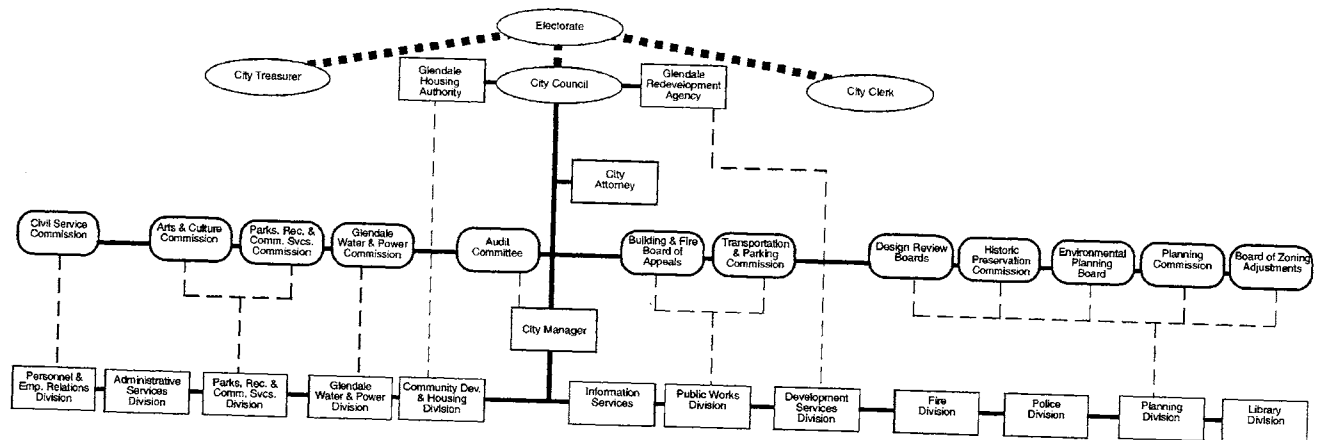 Electorate
City Treasurer
Glendale
Housing
Authority
City Council
Glendale
Redevelopment
Agency
City Clerk
City
Attorney
Civil Service
Commission
Arts & Culture
Commission
Parks. Rec. &
Comm. Svcs.
Commission
Glendale
Water & Power
Commission
Audit
Committee
Building & Fire
Board of
Appeals
Transportation
& Parking
Commission
Design Review
Boards
Historic
Preservation
Commission
Environmental
Planning
Board
Planning
Commission
Board of Zoning
Adjustments
City Manager
Personnel &
Emp. Relations
Division
Administrative
Services
Division
Parks, Rec. &
Comm. Svcs.
Division
Glendale
Water & Power
Division
Community Dev.
& Housing
Division
Information
Services
Public Works
Division
Development
Services Division
Fire
Division
Police
Division
Planning
Division
Library
Division